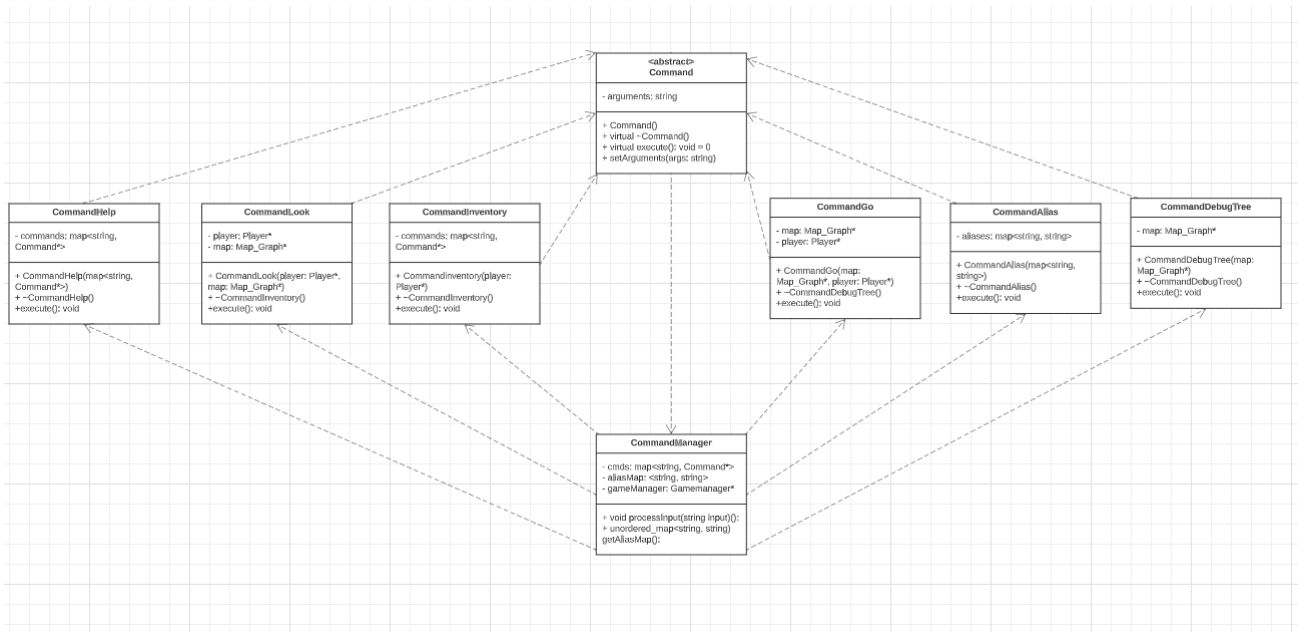 <abstract>
Command
- arguments: string
+ Command()
+ virtual ~Command()
+ virtual execute(): void = 0
+ setArguments(args: string)
CommandHelp
- commands: map<string,
Command*>
+ CommandHelp(map<string,
Command*>)
+ ~CommandHelp()
+execute(): void
CommandLook
- player: Player*
- map: Map_Graph*
+ CommandLook(player: Player*,
map: Map_Graph*)
+ ~CommandInventory()
+execute(): void
CommandInventory
- commands: map<string,
Command*>
+ CommandInventory(player:
Player*)
+ ~CommandInventory()
+execute(): void
CommandGo
- map: Map_Graph*
- player: Player*
+ CommandGo(map:
Map_Graph*, player: Player*)
+ ~CommandDebugTree()
+execute(): void
CommandAlias
- aliases: map<string, string>
+ CommandAlias(map<string,
string>)
+ ~CommandAlias()
+execute(): void
CommandDebugTree
- map: Map_Graph*
+ CommandDebugTree(map:
Map_Graph*)
+ ~CommandDebugTree()
+execute(): void
CommandManager
- cmds: map<string, Command*>
- aliasMap: <string, string>
- gameManager: Gamemanager*
+ void processInput(string input)();
+ unordered_map<string, string)
getAliasMap();